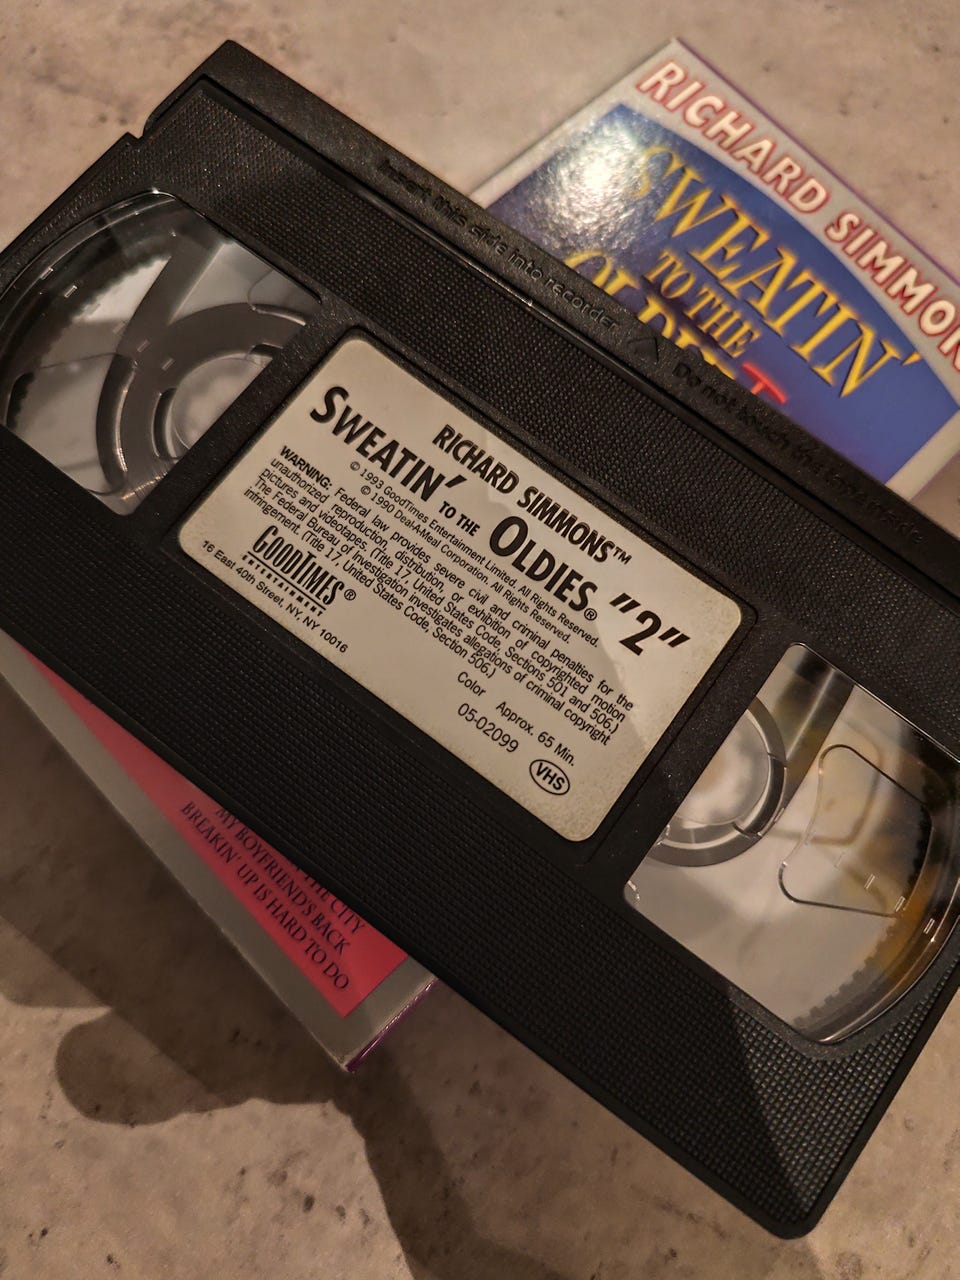 RICHARD SIMMON
SWEATIN'
TO THE
Insert this side into recorder
Do not touch the
RICHARD SIMMONS™
SWEATIN' TO THE OLDIES® "2"
© 1993 GoodTimes Entertainment Limited. All Rights Reserved.
© 1990 Deal-A-Meal Corporation. All Rights Reserved.
WARNING: Federal law provides severe civil and criminal penalties for the
unauthorized reproduction, distribution, or exhibition of copyrighted motion
pictures and videotapes. (Title 17, United States Code, Sections 501 and 506.)
The Federal Bureau of Investigation investigates allegations of criminal copyright
infringement. (Title 17, United States Code, Section 506.)
GOODTIMES®
ENTERTAINMENT
16 East 40th Street, NY, NY 10016
Color Approx. 65 Min.
05-02099
VHS
THE CITY
MY BOYFRIEND'S BACK
BREAKIN' UP IS HARD TO DO